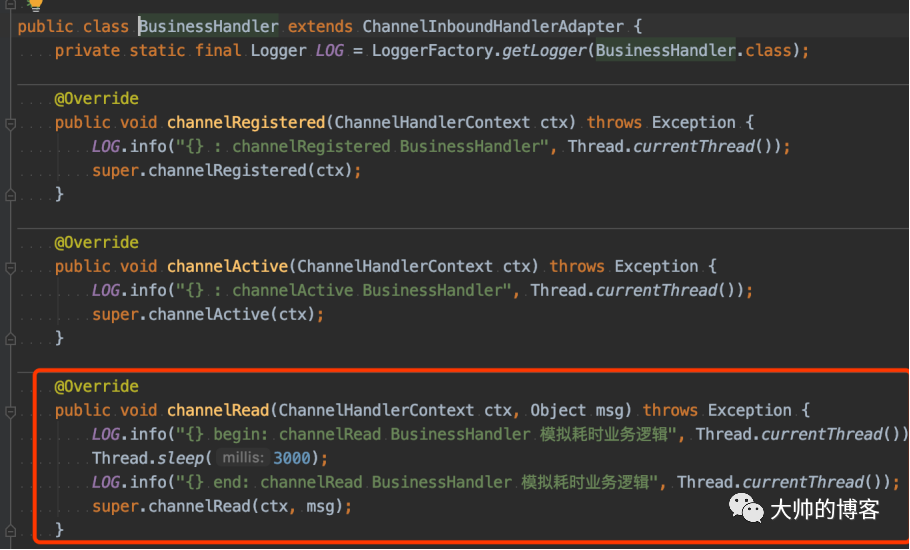 public class BusinessHandler extends ChannelInboundHandlerAdapter {
private static final Logger LOG = LoggerFactory.getLogger(BusinessHandler.class);
@Override
public void channelRegistered(ChannelHandlerContext ctx) throws Exception {
LOG.info("{} : channelRegistered BusinessHandler", Thread.currentThread());
super.channelRegistered(ctx);
}
@Override
public void channelActive(ChannelHandlerContext ctx) throws Exception {
LOG.info("{} : channelActive BusinessHandler", Thread.currentThread());
super.channelActive(ctx);
}
@Override
public void channelRead(ChannelHandlerContext ctx, Object msg) throws Exception {
LOG.info("{} begin: channelRead BusinessHandler 模拟耗时业务逻辑", Thread.currentThread())
Thread.sleep( millis: 3000);
LOG.info("{} end: channelRead BusinessHandler 模拟耗时业务逻辑", Thread.currentThread());
super.channelRead(ctx, msg);
}
大帅的博客